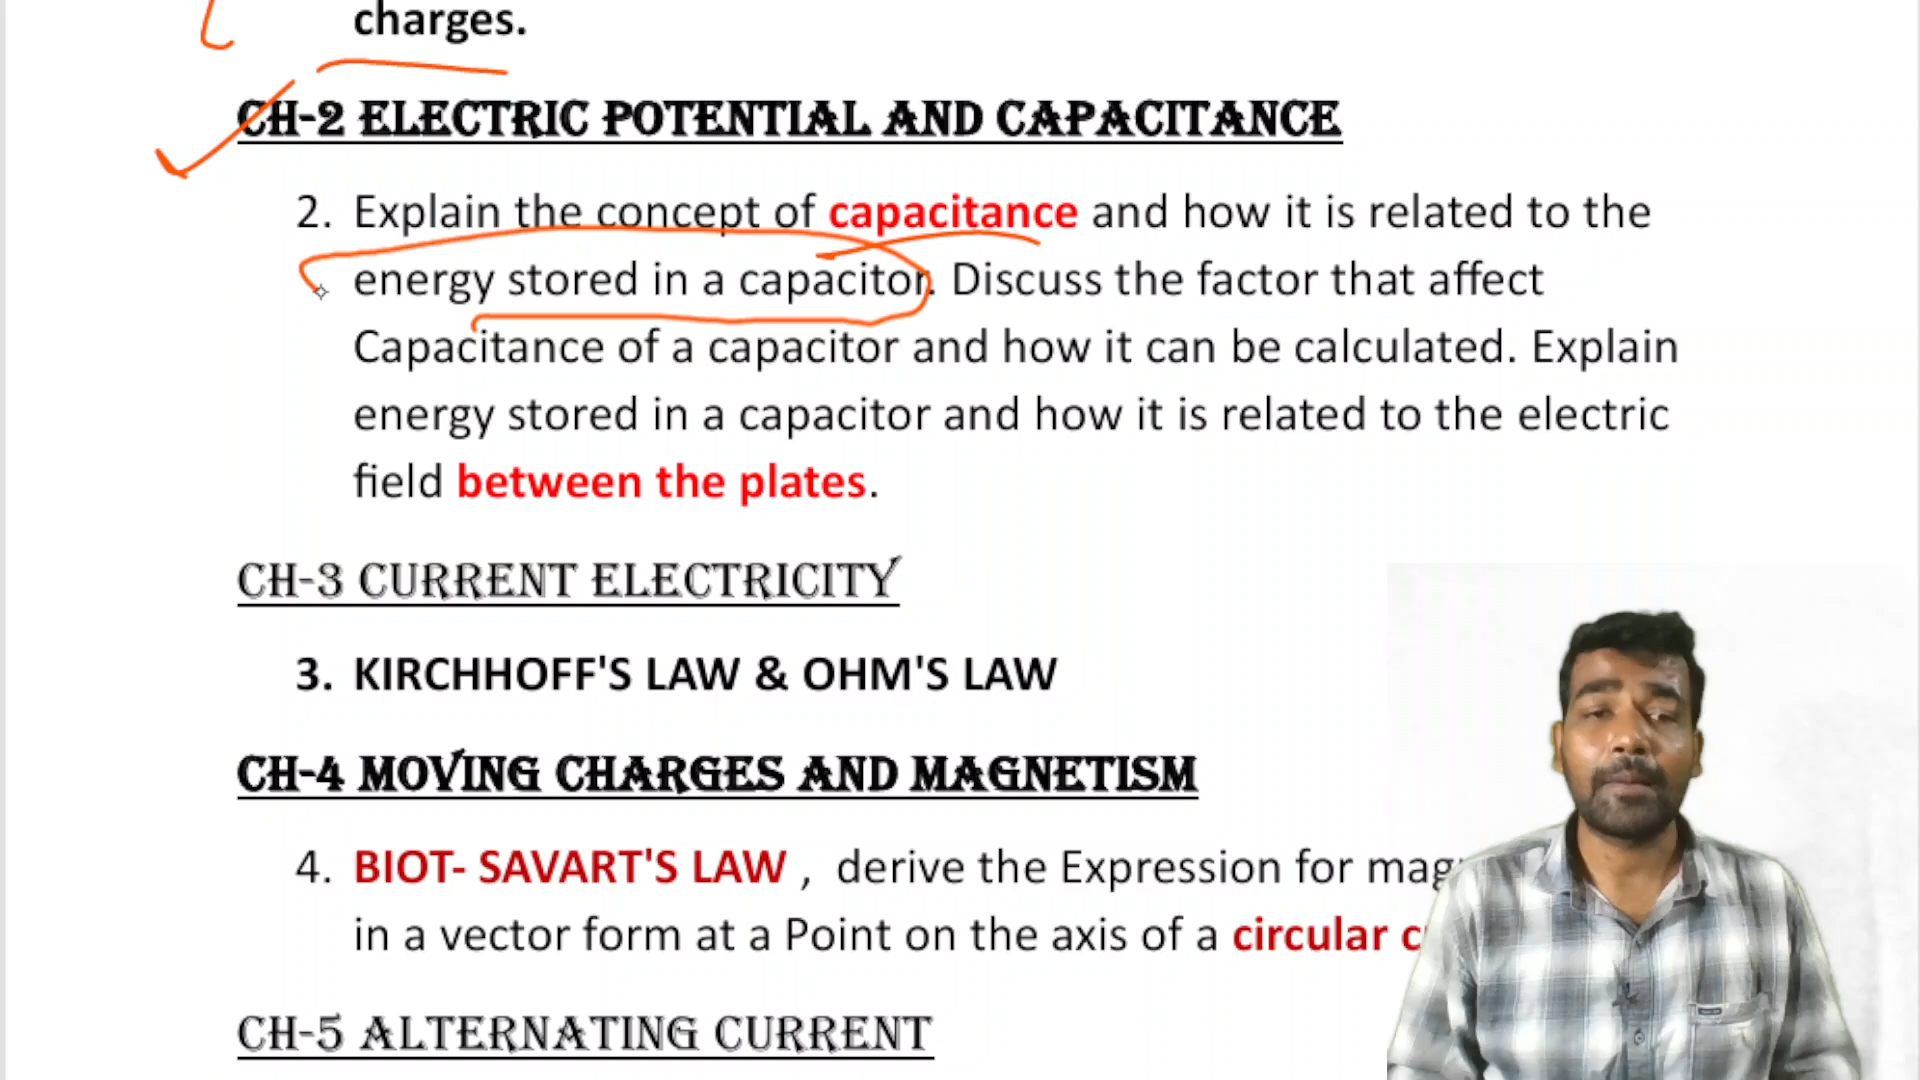 charges.
CH-2 ELECTRIC POTENTIAL AND CAPACITANCE
2. Explain the concept of capacitance and how it is related to the
energy stored in a capacitor. Discuss the factor that affect
Capacitance of a capacitor and how it can be calculated. Explain
energy stored in a capacitor and how it is related to the electric
field between the plates.
CH-3 CURRENT ELECTRICITY
3. KIRCHHOFF'S LAW & OHM'S LAW
CH-4 MOVING CHARGES AND MAGNETISM
4. BIOT- SAVART'S LAW , derive the Expression for
in a vector form at a Point on the axis of a circular
CH-5 ALTERNATING CURRENT